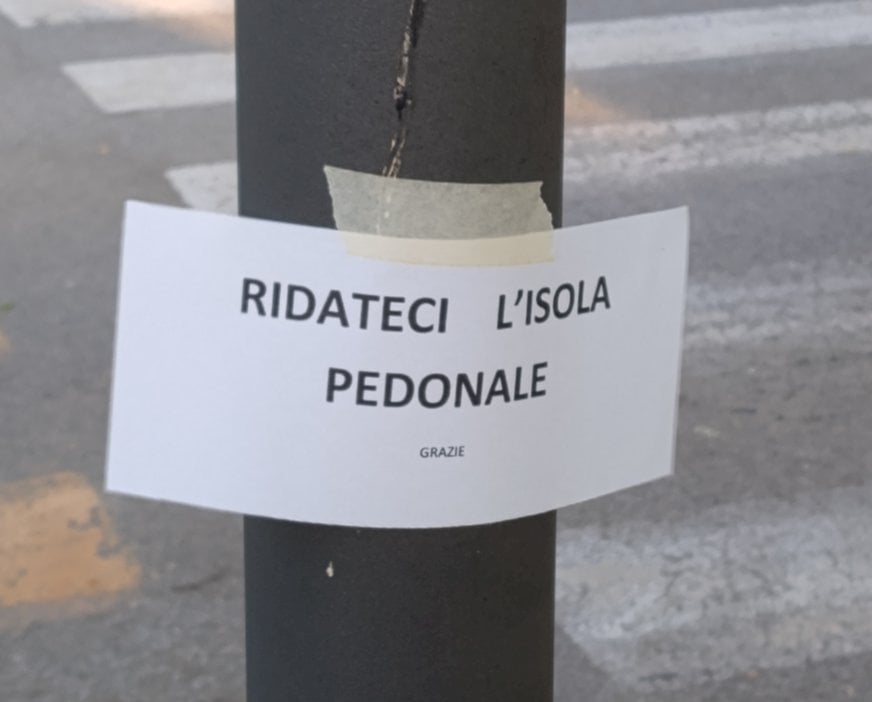 RIDATECI L'ISOLA
PEDONALE
GRAZIE